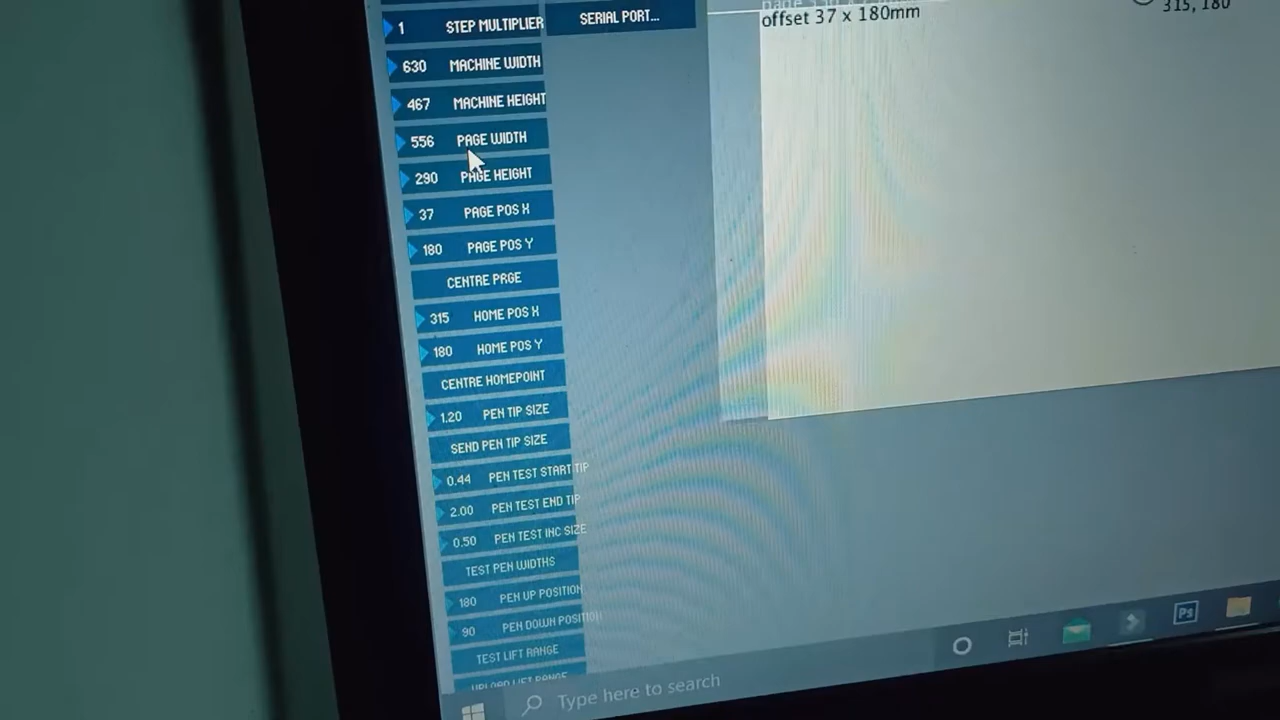 1 STEP MULTIPLIER
SERIAL PORT...
offset 37 x 180mm
315, 180
630 MACHINE WIDTH
467 MACHINE HEIGHT
556 PAGE WIDTH
290 PAGE HEIGHT
37 PAGE POS X
180 PAGE POS Y
CENTRE PAGE
315 HOME POS X
180 HOME POS Y
CENTRE HOMEPOINT
1.20 PEN TIP SIZE
SEND PEN TIP SIZE
0.44 PEN TEST START TIP
2.00 PEN TEST END TIP
0.50 PEN TEST INC SIZE
TEST PEN WIDTHS
180 PEN UP POSITION
90 PEN DOWN POSITION
TEST LIFT RANGE
UPLOAD LIFT RANGE
Type here to search
Ps